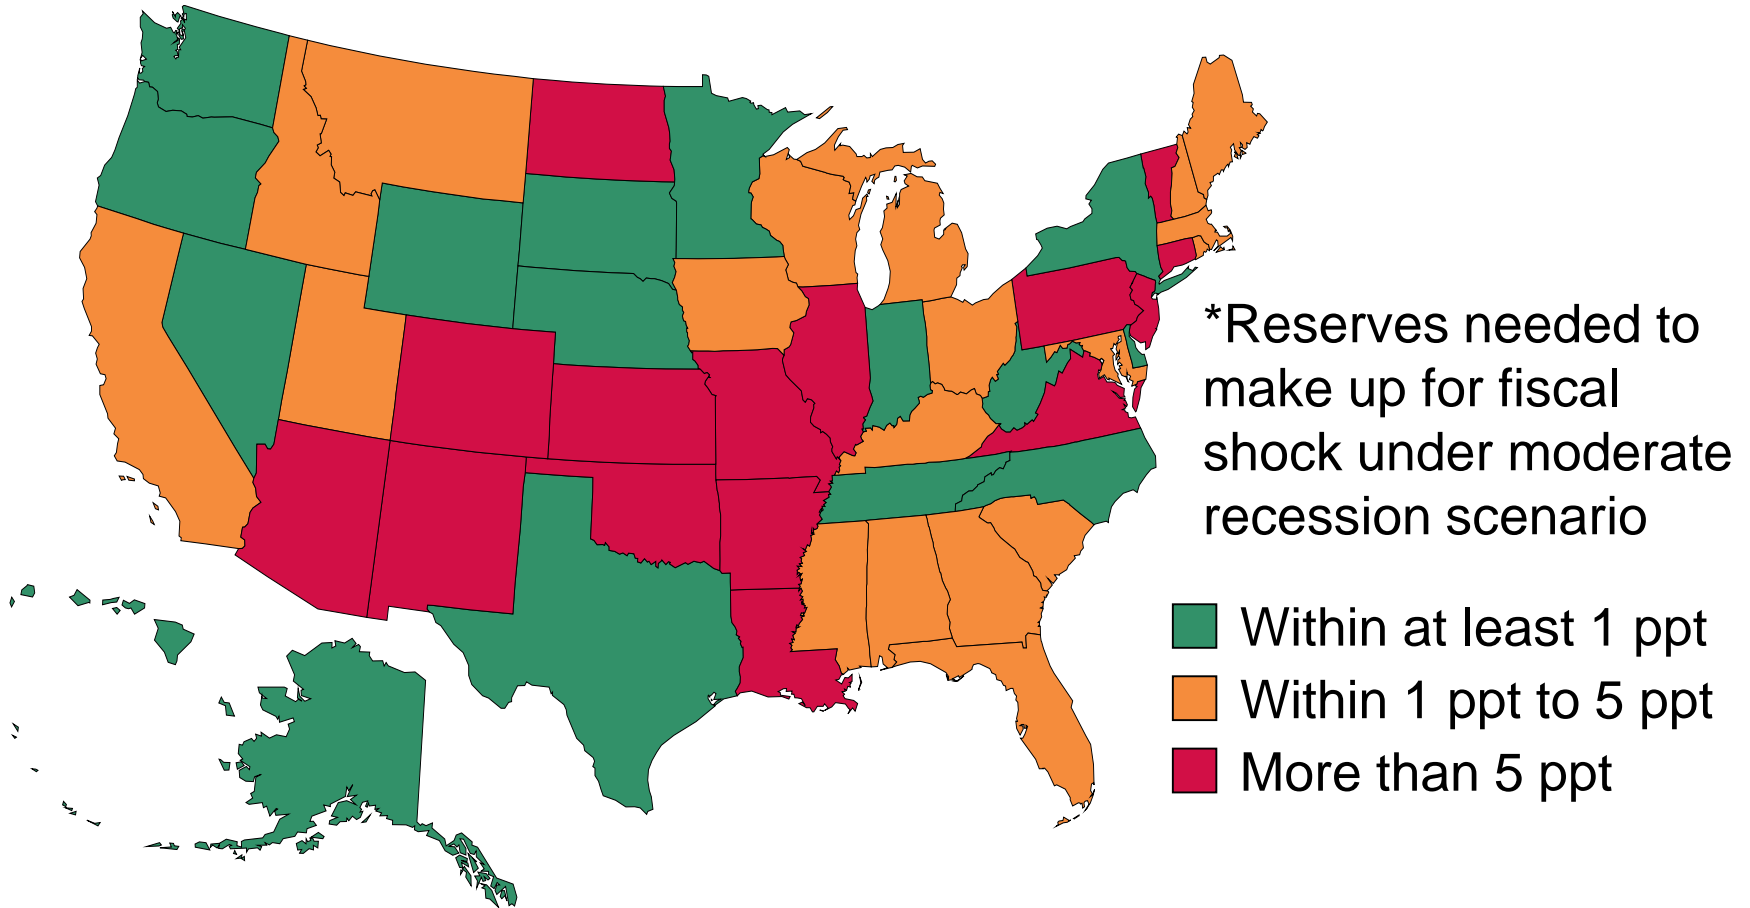 *Reserves needed to
make up for fiscal
shock under moderate
recession scenario
Within at least 1 ppt
Within 1 ppt to 5 ppt
More than 5 ppt